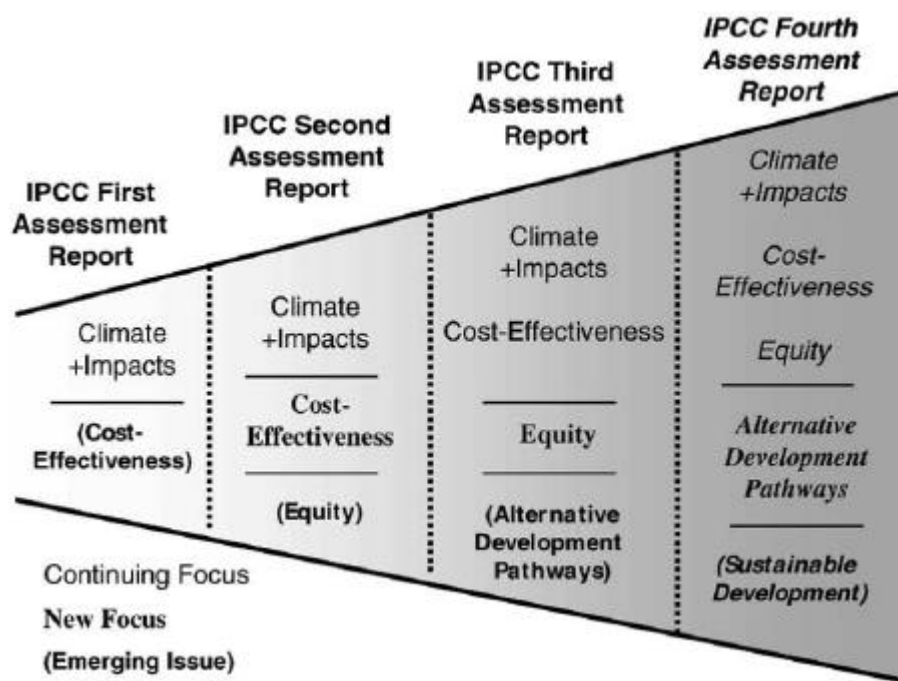 IPCC First
Assessment
Report
Climate
+Impacts
(Cost-
Effectiveness)
IPCC Second
Assessment
Report
Climate
+Impacts
Cost-
Effectiveness
(Equity)
IPCC Third
Assessment
Report
Climate
+Impacts
Cost-Effectiveness
Equity
(Alternative
Development
Pathways)
IPCC Fourth
Assessment
Report
Climate
+Impacts
Cost-
Effectiveness
Equity
Alternative
Development
Pathways
(Sustainable
Development)
Continuing Focus
New Focus
(Emerging Issue)